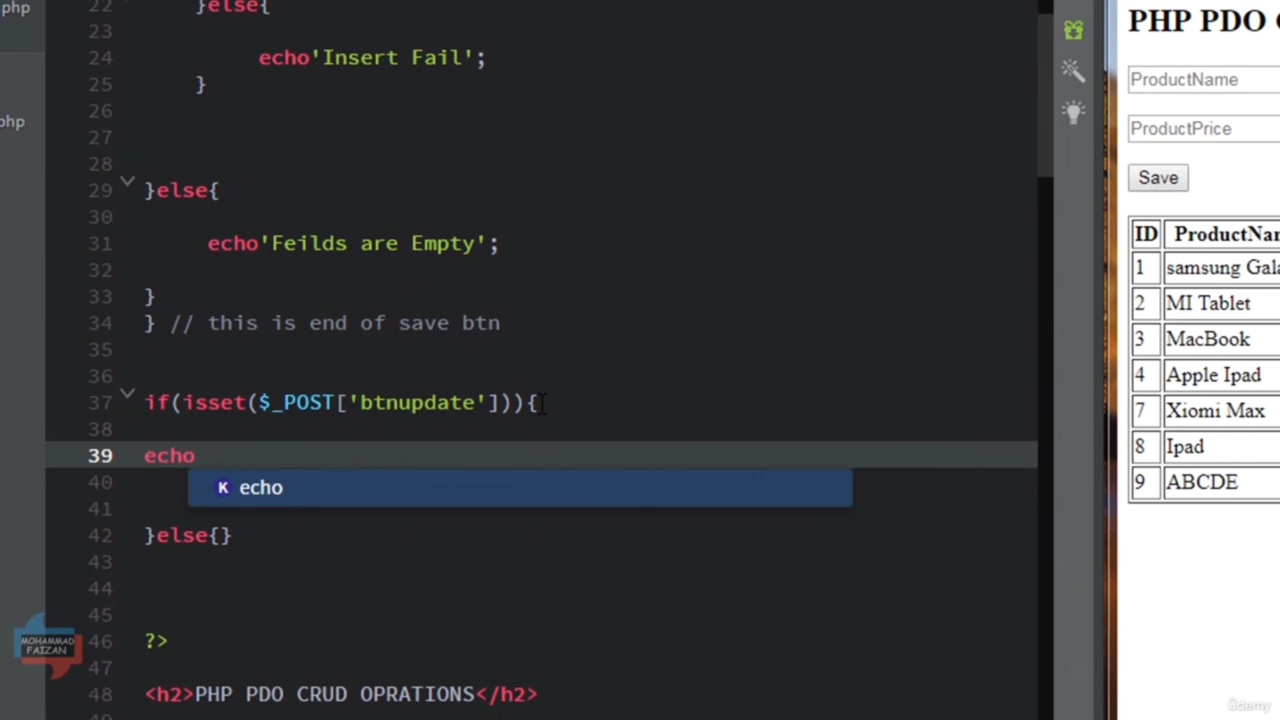 php
php
22 }else{
23
24 echo'Insert Fail';
25 }
26
27
28
29 }else{
30
31 echo'Feilds are Empty';
32
33 }
34 } // this is end of save btn
35
36
37 if(isset($_POST['btnupdate'])){
38
39 echo
K echo
40
41
42 }else{}
43
44
45
46 ?>
47
48 <h2>PHP PDO CRUD OPRATIONS</h2>
MOHAMMAD
FAIZAN
PHP PDO
ProductName
ProductPrice
Save
ID ProductNa
1 samsung Gal
2 MI Tablet
3 MacBook
4 Apple Ipad
7 Xiomi Max
8 Ipad
9 ABCDE
ûdemy